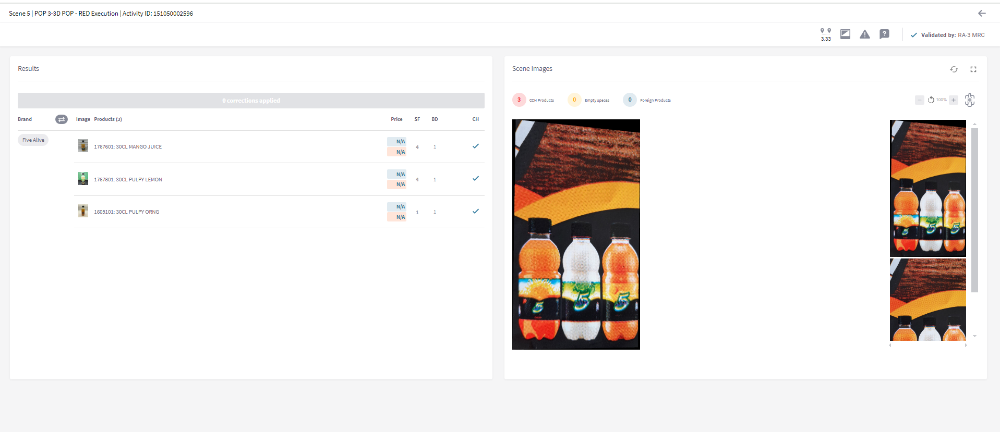 Scene 5 | POP 3-3D POP - RED Execution | Activity ID: 151050002596
3.33
Validated by: RA-3 MRC
Results
0 corrections applied
Brand Image Products (3) Price SF BD CH
Five Alive
1767601: 30CL MANGO JUICE N/A N/A 4 1
1767801: 30CL PULPY LEMON N/A N/A 4 1
1605101: 30CL PULPY ORNG N/A N/A 1 1
Scene Images
3 CCH Products 0 Empty spaces 0 Foreign Products
100%
5
5
5